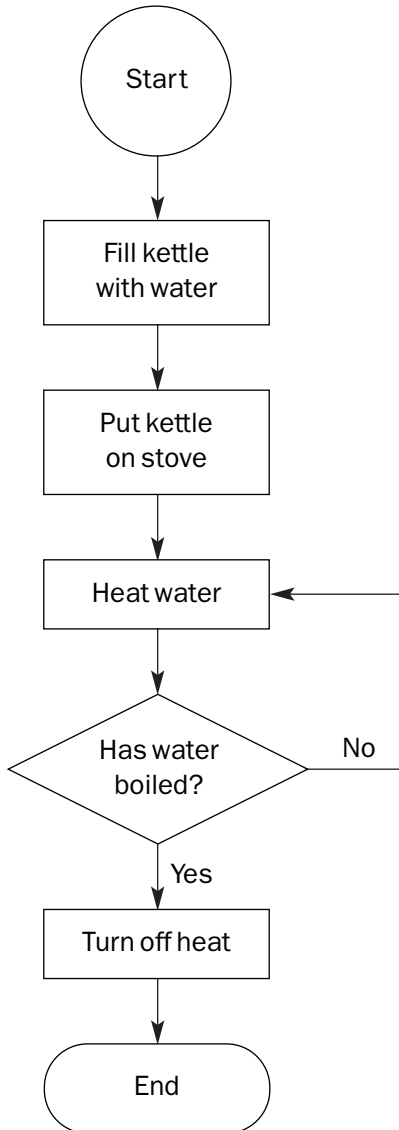 Start
Fill kettle
with water
Put kettle
on stove
Heat water
Has water
boiled?
No
Yes
Turn off heat
End